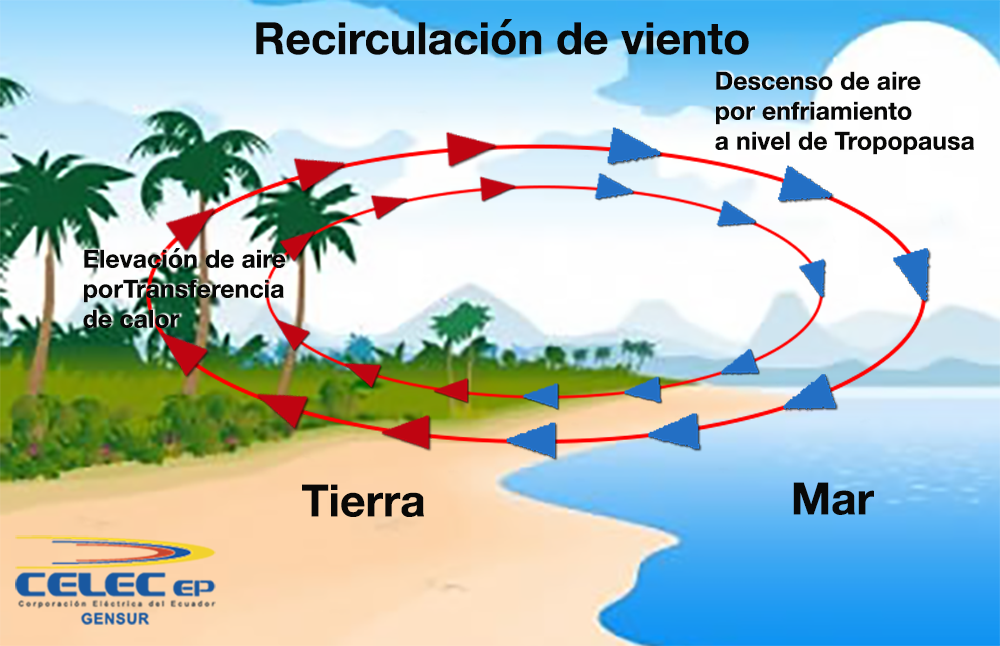 Recirculación de viento
Descenso de aire
por enfriamiento
a nivel de Tropopausa
Elevación de aire
porTransferencia
de calor
Tierra
Mar
CELEC EP
Corporación Eléctrica del Ecuador
GENSUR